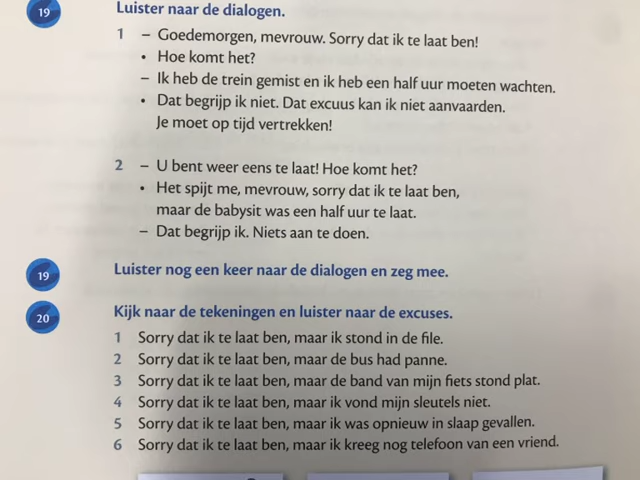 19 Luister naar de dialogen.
1 – Goedemorgen, mevrouw. Sorry dat ik te laat ben!
• Hoe komt het?
– Ik heb de trein gemist en ik heb een half uur moeten wachten.
• Dat begrijp ik niet. Dat excuus kan ik niet aanvaarden.
Je moet op tijd vertrekken!
2 – U bent weer eens te laat! Hoe komt het?
• Het spijt me, mevrouw, sorry dat ik te laat ben,
maar de babysit was een half uur te laat.
– Dat begrijp ik. Niets aan te doen.
19 Luister nog een keer naar de dialogen en zeg mee.
20 Kijk naar de tekeningen en luister naar de excuses.
1 Sorry dat ik te laat ben, maar ik stond in de file.
2 Sorry dat ik te laat ben, maar de bus had panne.
3 Sorry dat ik te laat ben, maar de band van mijn fiets stond plat.
4 Sorry dat ik te laat ben, maar ik vond mijn sleutels niet.
5 Sorry dat ik te laat ben, maar ik was opnieuw in slaap gevallen.
6 Sorry dat ik te laat ben, maar ik kreeg nog telefoon van een vriend.